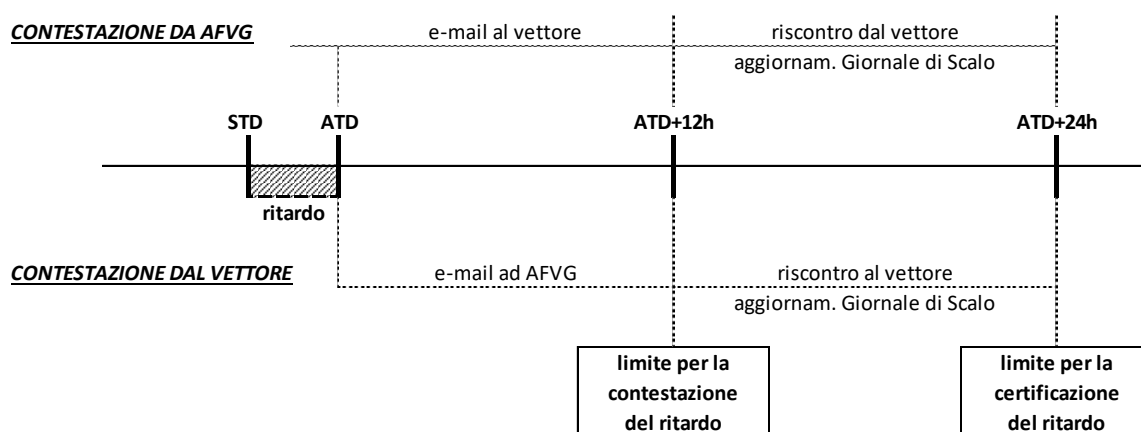 CONTESTAZIONE DA AFVG
e-mail al vettore
riscontro dal vettore
aggiornam. Giornale di Scalo
STD
ATD
ATD+12h
ATD+24h
ritardo
CONTESTAZIONE DAL VETTORE
e-mail ad AFVG
riscontro al vettore
aggiornam. Giornale di Scalo
limite per la
contestazione
del ritardo
limite per la
certificazione
del ritardo